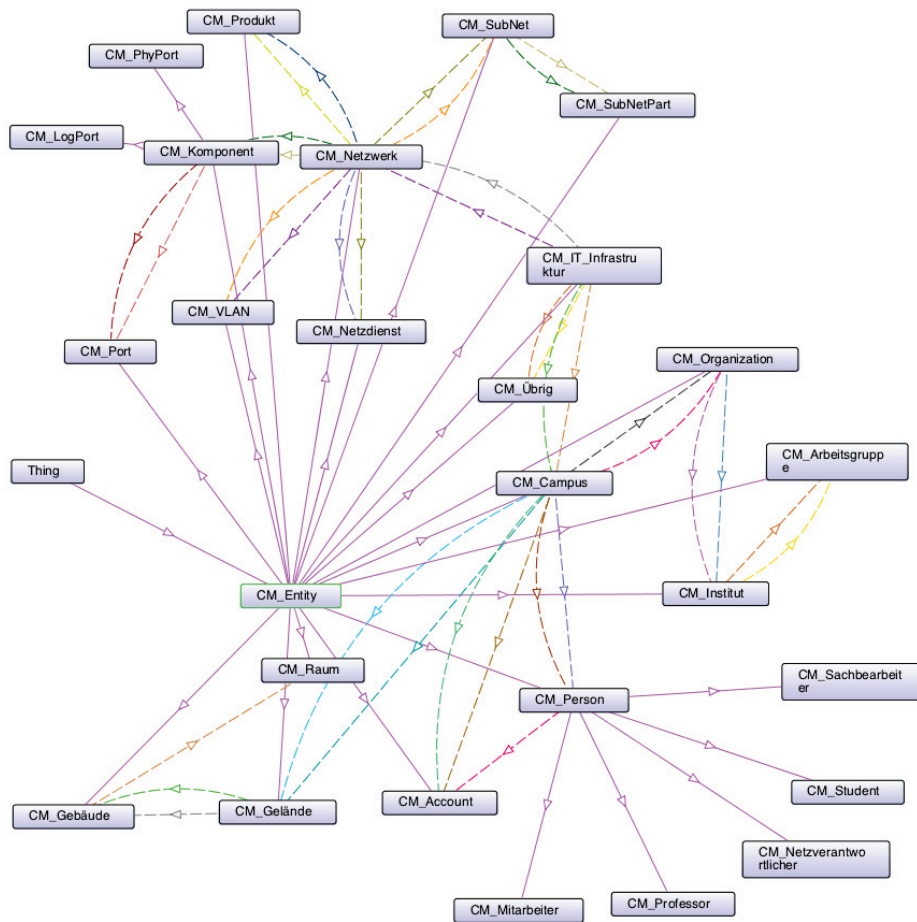 CM_Produkt
CM_SubNet
CM_PhyPort
CM_SubNetPart
CM_LogPort
CM_Komponent
CM_Netzwerk
CM_IT_Infrastru
ktur
CM_VLAN
CM_Netzdienst
CM_Port
CM_Organization
CM_Übrig
CM_Arbeitsgrupp
e
Thing
CM_Campus
CM_Entity
CM_Institut
CM_Raum
CM_Sachbearbeit
er
CM_Person
CM_Student
CM_Account
CM_Gelände
CM_Gebäude
CM_Netzverantwo
rtlicher
CM_Professor
CM_Mitarbeiter